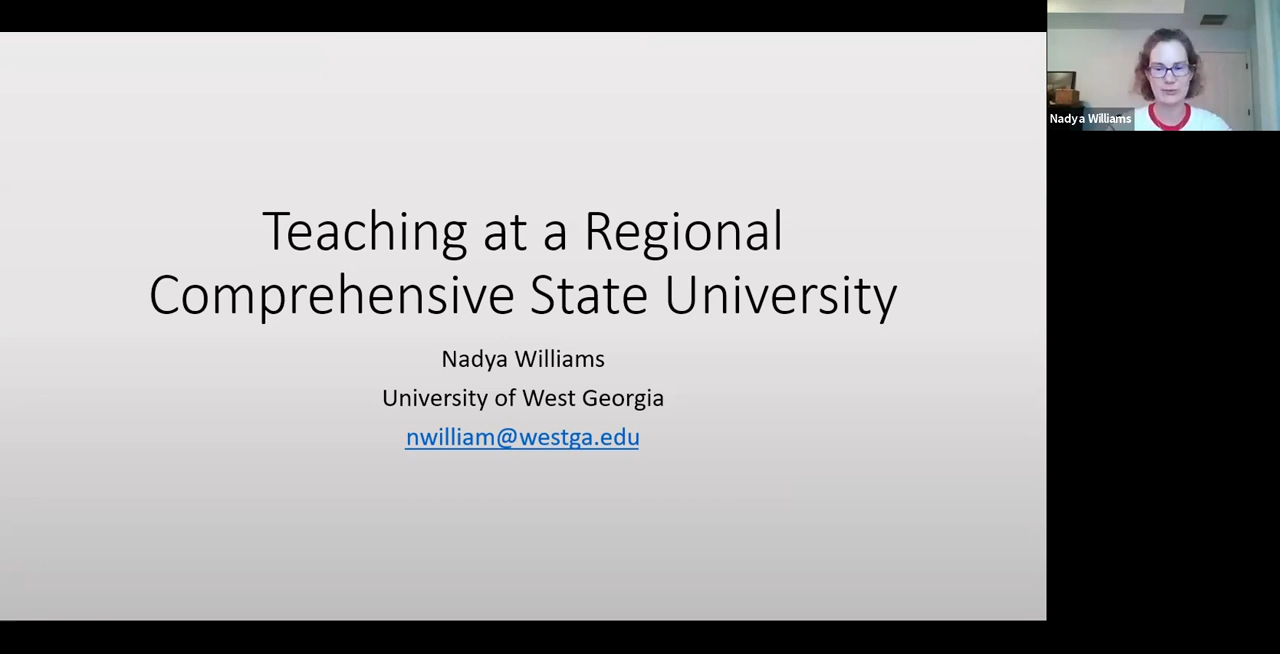 Teaching at a Regional
Comprehensive State University
Nadya Williams
University of West Georgia
nwilliam@westga.edu
Nadya Williams